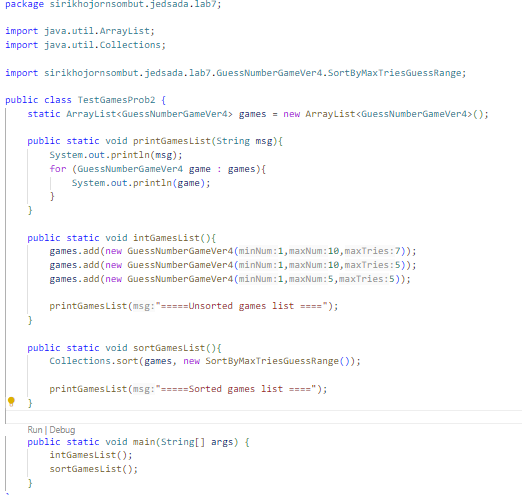 package sirikhojornsombut.jedsada.lab7;
import java.util.ArrayList;
import java.util.Collections;
import sirikhojornsombut.jedsada.lab7.GuessNumberGameVer4.SortByMaxTriesGuessRange;
public class TestGamesProb2 {
static ArrayList<GuessNumberGameVer4> games = new ArrayList<GuessNumberGameVer4>();
public static void printGamesList(String msg){
System.out.println(msg);
for (GuessNumberGameVer4 game : games){
System.out.println(game);
}
}
public static void intGamesList(){
games.add(new GuessNumberGameVer4(minNum:1,maxNum:10,maxTries:7));
games.add(new GuessNumberGameVer4(minNum:1,maxNum:10,maxTries:5));
games.add(new GuessNumberGameVer4(minNum:1,maxNum:5,maxTries:5));
printGamesList(msg:"=====Unsorted games list ====");
}
public static void sortGamesList(){
Collections.sort(games, new SortByMaxTriesGuessRange());
printGamesList(msg:"=====Sorted games list ====");
}
Run | Debug
public static void main(String[] args) {
intGamesList();
sortGamesList();
}